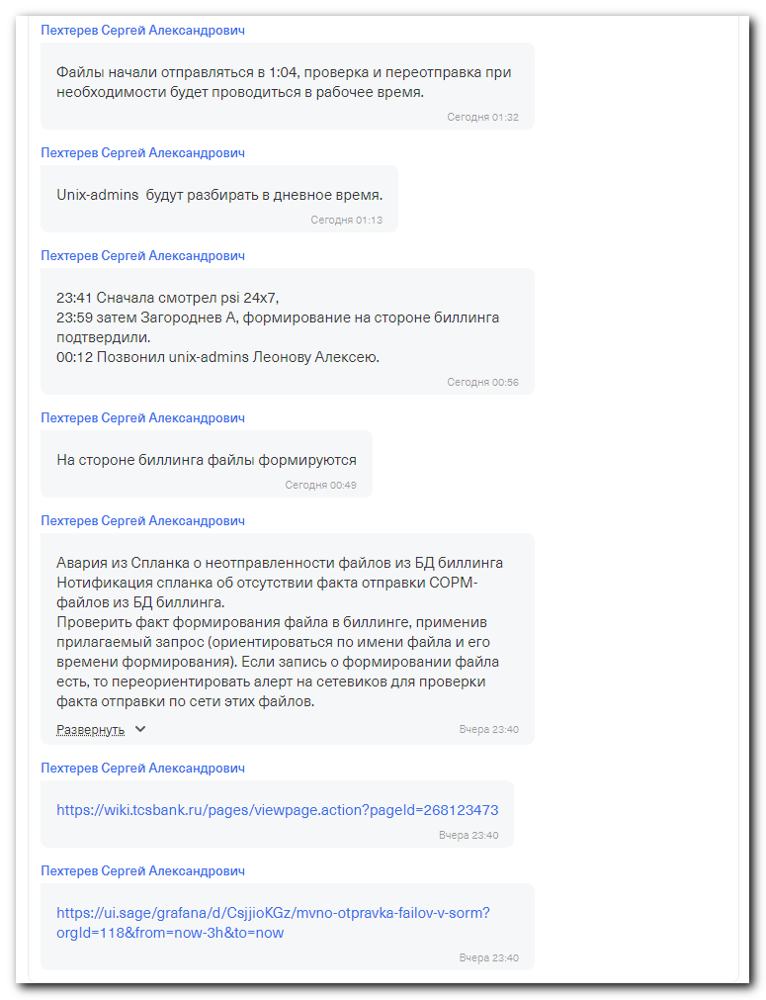 Пехтерев Сергей Александрович
Файлы начали отправляться в 1:04, проверка и переотправка при
необходимости будет проводиться в рабочее время.
Сегодня 01:32
Пехтерев Сергей Александрович
Unix-admins  будут разбирать в дневное время.
Сегодня 01:13
Пехтерев Сергей Александрович
23:41 Сначала смотрел psi 24x7,
23:59 затем Загороднев А, формирование на стороне биллинга
подтвердили.
00:12 Позвонил unix-admins Леонову Алексею.
Сегодня 00:56
Пехтерев Сергей Александрович
На стороне биллинга файлы формируются
Сегодня 00:49
Пехтерев Сергей Александрович
Авария из Спланка о неотправленности файлов из БД биллинга
Нотификация спланка об отсутствии факта отправки СОРМ-
файлов из БД биллинга.
Проверить факт формирования файла в биллинге, применив
прилагаемый запрос (ориентироваться по имени файла и его
времени формирования). Если запись о формировании файла
есть, то переориентировать алерт на сетевиков для проверки
факта отправки по сети этих файлов.
Развернуть
Вчера 23:40
Пехтерев Сергей Александрович
https://wiki.tcsbank.ru/pages/viewpage.action?pageId=268123473
Вчера 23:40
Пехтерев Сергей Александрович
https://ui.sage/grafana/d/CsjjioKGz/mvno-otpravka-failov-v-sorm?
orgId=118&from=now-3h&to=now
Вчера 23:40